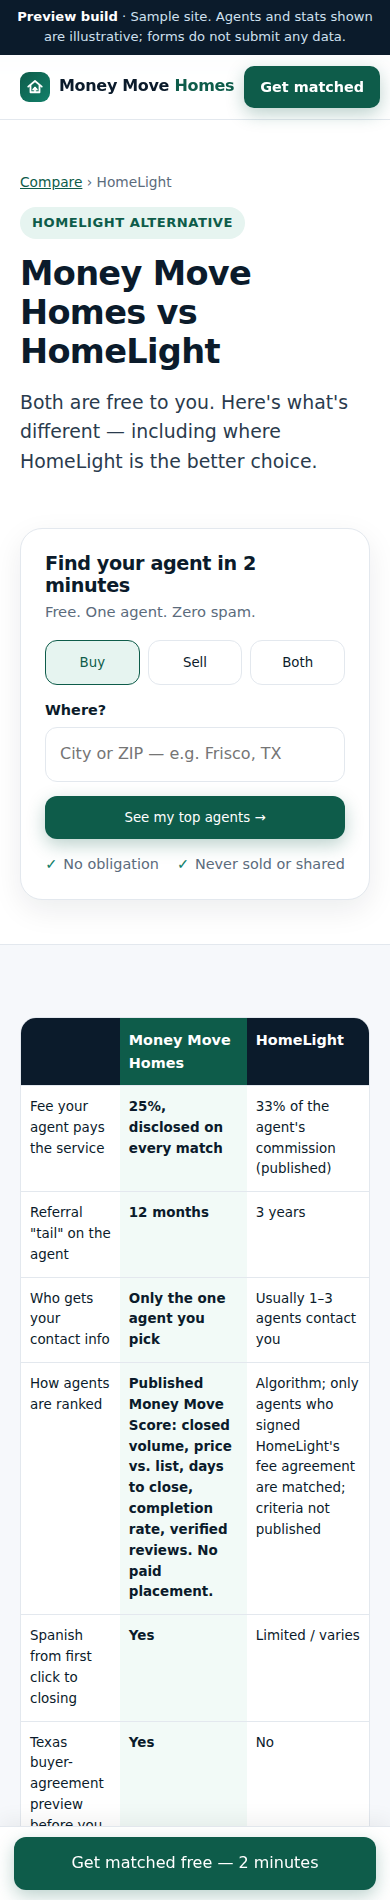 Preview build · Sample site. Agents and stats shown
are illustrative; forms do not submit any data.
Money Move Homes
Get matched
Compare › HomeLight
HOMELIGHT ALTERNATIVE
Money Move
Homes vs
HomeLight
Both are free to you. Here's what's
different — including where
HomeLight is the better choice.
Find your agent in 2
minutes
Free. One agent. Zero spam.
Buy
Sell
Both
Where?
City or ZIP — e.g. Frisco, TX
See my top agents →
✓ No obligation
✓ Never sold or shared
Money Move
Homes
HomeLight
Fee your
agent pays
the service
25%,
disclosed on
every match
33% of the
agent's
commission
(published)
Referral
"tail" on the
agent
12 months
3 years
Who gets
your
contact info
Only the one
agent you
pick
Usually 1–3
agents contact
you
How agents
are ranked
Published
Money Move
Score: closed
volume, price
vs. list, days
to close,
completion
rate, verified
reviews. No
paid
placement.
Algorithm; only
agents who
signed
HomeLight's
fee agreement
are matched;
criteria not
published
Spanish
from first
click to
closing
Yes
Limited / varies
Texas
buyer-
agreement
preview
before you
Yes
No
Get matched free — 2 minutes